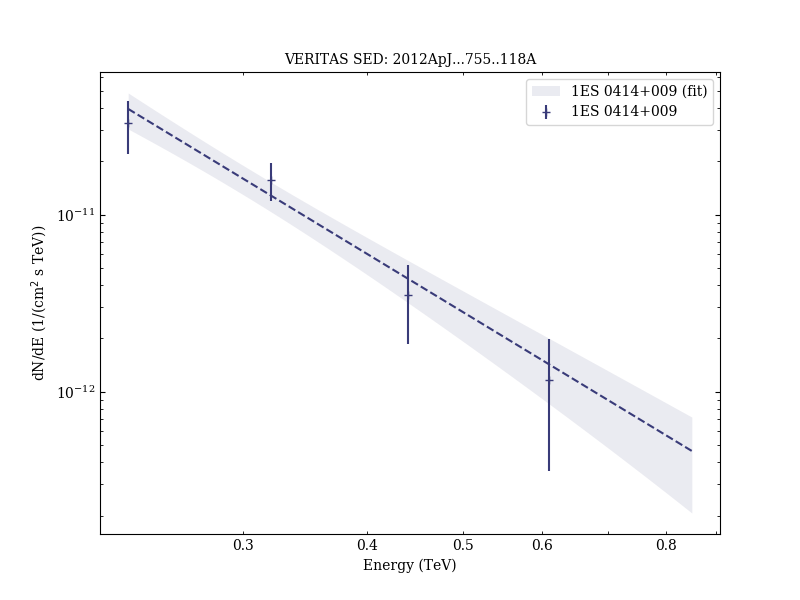 VERITAS SED: 2012ApJ...755..118A
1ES 0414+009 (fit)
1ES 0414+009
10⁻¹¹
10⁻¹²
dN/dE (1/(cm² s TeV))
0.3 0.4 0.5 0.6 0.8
Energy (TeV)